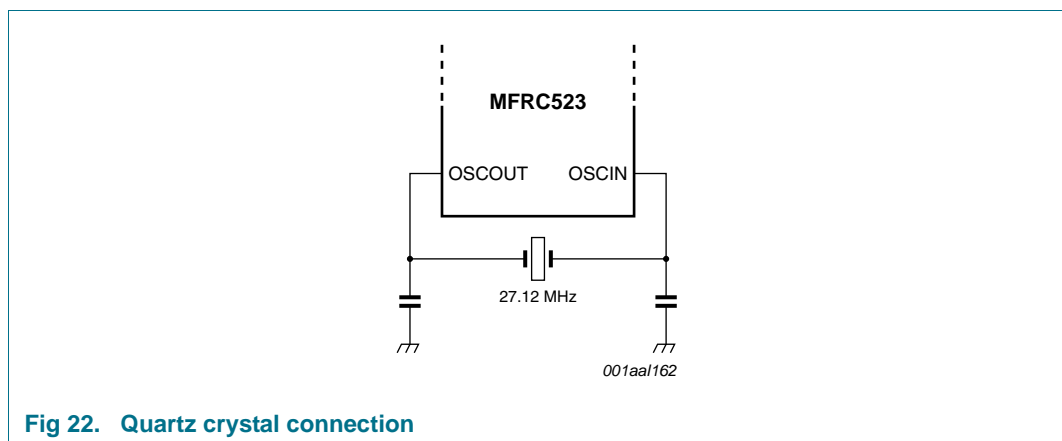 MFRC523
OSCOUT OSCIN
27.12 MHz
001aal162
Fig 22. Quartz crystal connection